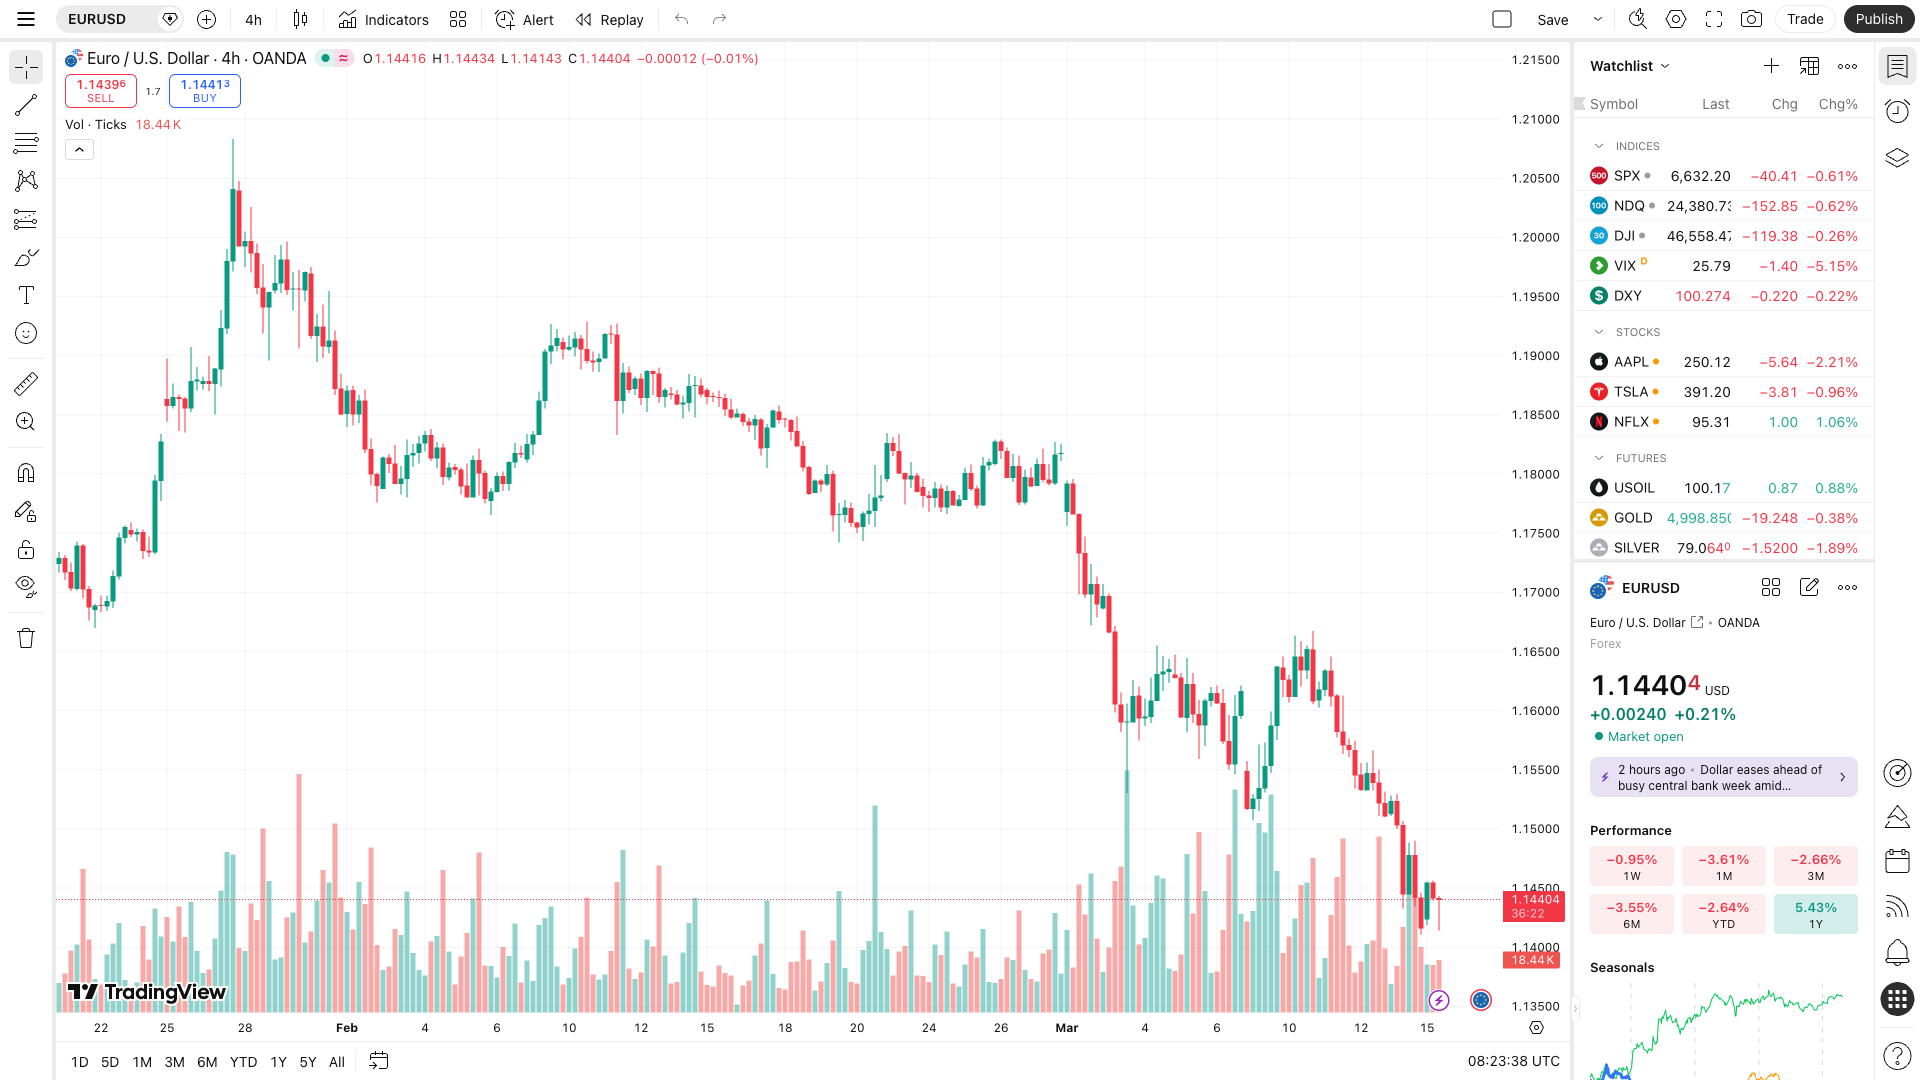 EURUSD 4h Indicators Alert Replay Save Trade Publish
Euro / U.S. Dollar · 4h · OANDA ≈ O1.14416 H1.14434 L1.14143 C1.14404 −0.00012 (−0.01%)
1.14396 SELL 1.7 1.14413 BUY
Vol · Ticks 18.44 K
1.21500
1.21000
1.20500
1.20000
1.19500
1.19000
1.18500
1.18000
1.17500
1.17000
1.16500
1.16000
1.15500
1.15000
1.14500
1.14404
36:22
1.14000
18.44 K
1.13500
TradingView
22 25 28 Feb 4 6 10 12 15 18 20 24 26 Mar 4 6 10 12 15
1D 5D 1M 3M 6M YTD 1Y 5Y All
08:23:38 UTC
Watchlist
Symbol Last Chg Chg%
INDICES
500 SPX 6,632.20 −40.41 −0.61%
100 NDQ 24,380.73 −152.85 −0.62%
30 DJI 46,558.47 −119.38 −0.26%
VIX D 25.79 −1.40 −5.15%
$ DXY 100.274 −0.220 −0.22%
STOCKS
AAPL 250.12 −5.64 −2.21%
TSLA 391.20 −3.81 −0.96%
N NFLX 95.31 1.00 1.06%
FUTURES
USOIL 100.17 0.87 0.88%
GOLD 4,998.850 −19.248 −0.38%
SILVER 79.0640 −1.5200 −1.89%
EURUSD
Euro / U.S. Dollar • OANDA
Forex
1.14404 USD
+0.00240 +0.21%
Market open
2 hours ago • Dollar eases ahead of
busy central bank week amid...
Performance
−0.95% −3.61% −2.66%
1W 1M 3M
−3.55% −2.64% 5.43%
6M YTD 1Y
Seasonals